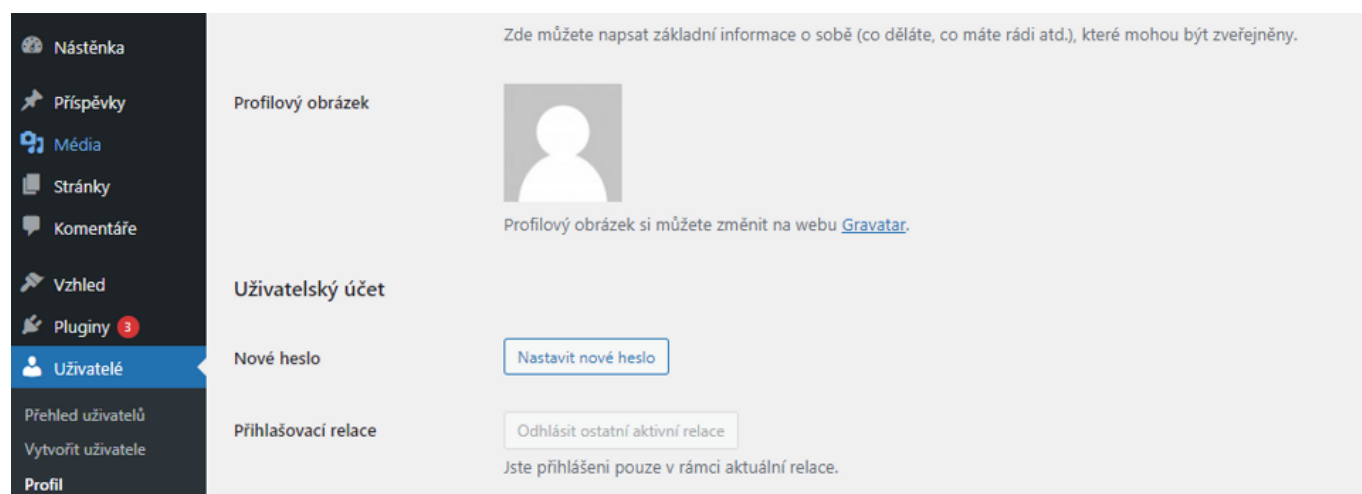 Zde můžete napsat základní informace o sobě (co děláte, co máte rádi atd.), které mohou být zveřejněny.
Nástěnka
Příspěvky
Média
Stránky
Komentáře
Vzhled
Pluginy 3
Uživatelé
Přehled uživatelů
Vytvořit uživatele
Profil
Profilový obrázek
Profilový obrázek si můžete změnit na webu Gravatar.
Uživatelský účet
Nové heslo
Nastavit nové heslo
Přihlašovací relace
Odhlásit ostatní aktivní relace
Jste přihlášeni pouze v rámci aktuální relace.